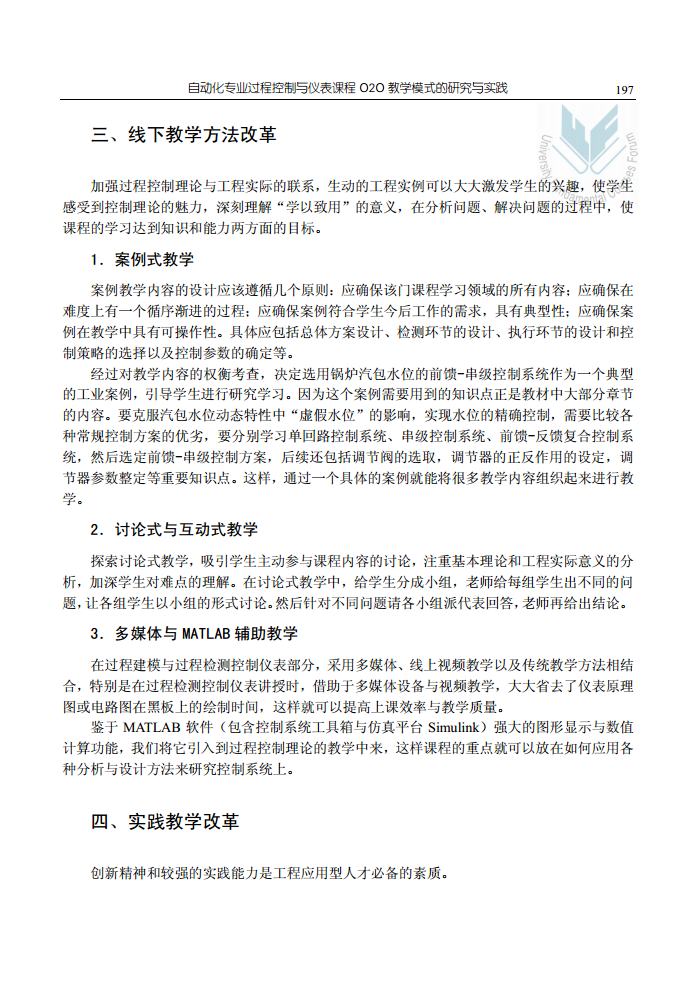 自动化专业过程控制与仪表课程 O2O 教学模式的研究与实践 197
三、线下教学方法改革
加强过程控制理论与工程实际的联系，生动的工程实例可以大大激发学生的兴趣，使学生
感受到控制理论的魅力，深刻理解“学以致用”的意义，在分析问题、解决问题的过程中，使
课程的学习达到知识和能力两方面的目标。
1．案例式教学
案例教学内容的设计应该遵循几个原则：应确保该门课程学习领域的所有内容；应确保在
难度上有一个循序渐进的过程；应确保案例符合学生今后工作的需求，具有典型性；应确保案
例在教学中具有可操作性。具体应包括总体方案设计、检测环节的设计、执行环节的设计和控
制策略的选择以及控制参数的确定等。
经过对教学内容的权衡考查，决定选用锅炉汽包水位的前馈-串级控制系统作为一个典型
的工业案例，引导学生进行研究学习。因为这个案例需要用到的知识点正是教材中大部分章节
的内容。要克服汽包水位动态特性中“虚假水位”的影响，实现水位的精确控制，需要比较各
种常规控制方案的优劣，要分别学习单回路控制系统、串级控制系统、前馈-反馈复合控制系
统，然后选定前馈-串级控制方案，后续还包括调节阀的选取，调节器的正反作用的设定，调
节器参数整定等重要知识点。这样，通过一个具体的案例就能将很多教学内容组织起来进行教
学。
2．讨论式与互动式教学
探索讨论式教学，吸引学生主动参与课程内容的讨论，注重基本理论和工程实际意义的分
析，加深学生对难点的理解。在讨论式教学中，给学生分成小组，老师给每组学生出不同的问
题，让各组学生以小组的形式讨论。然后针对不同问题请各小组派代表回答，老师再给出结论。
3．多媒体与 MATLAB 辅助教学
在过程建模与过程检测控制仪表部分，采用多媒体、线上视频教学以及传统教学方法相结
合，特别是在过程检测控制仪表讲授时，借助于多媒体设备与视频教学，大大省去了仪表原理
图或电路图在黑板上的绘制时间，这样就可以提高上课效率与教学质量。
鉴于 MATLAB 软件（包含控制系统工具箱与仿真平台 Simulink）强大的图形显示与数值
计算功能，我们将它引入到过程控制理论的教学中来，这样课程的重点就可以放在如何应用各
种分析与设计方法来研究控制系统上。
四、实践教学改革
创新精神和较强的实践能力是工程应用型人才必备的素质。